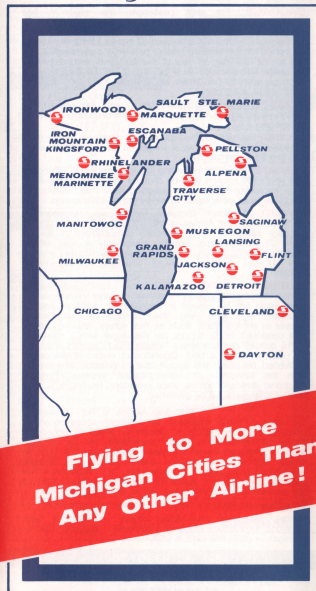 IRONWOOD
SAULT STE. MARIE
MARQUETTE
IRON
MOUNTAIN
KINGSFORD
ESCANABA
PELLSTON
RHINELANDER
ALPENA
MENOMINEE
MARINETTE
TRAVERSE
CITY
MANITOWOC
SAGINAW
MUSKEGON
GRAND
RAPIDS
LANSING
MILWAUKEE
FLINT
JACKSON
KALAMAZOO
DETROIT
CHICAGO
CLEVELAND
DAYTON
Flying to More
Michigan Cities Than
Any Other Airline!